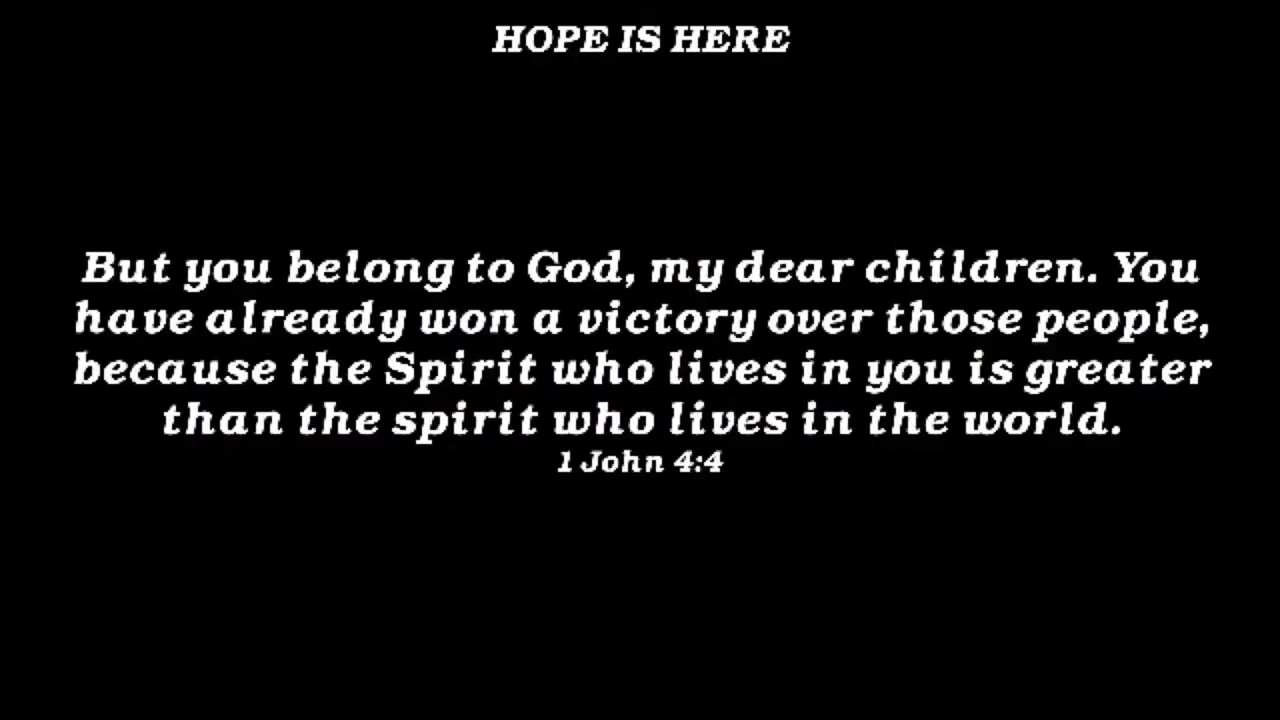 HOPE IS HERE
But you belong to God, my dear children. You
have already won a victory over those people,
because the Spirit who lives in you is greater
than the spirit who lives in the world.
1 John 4:4